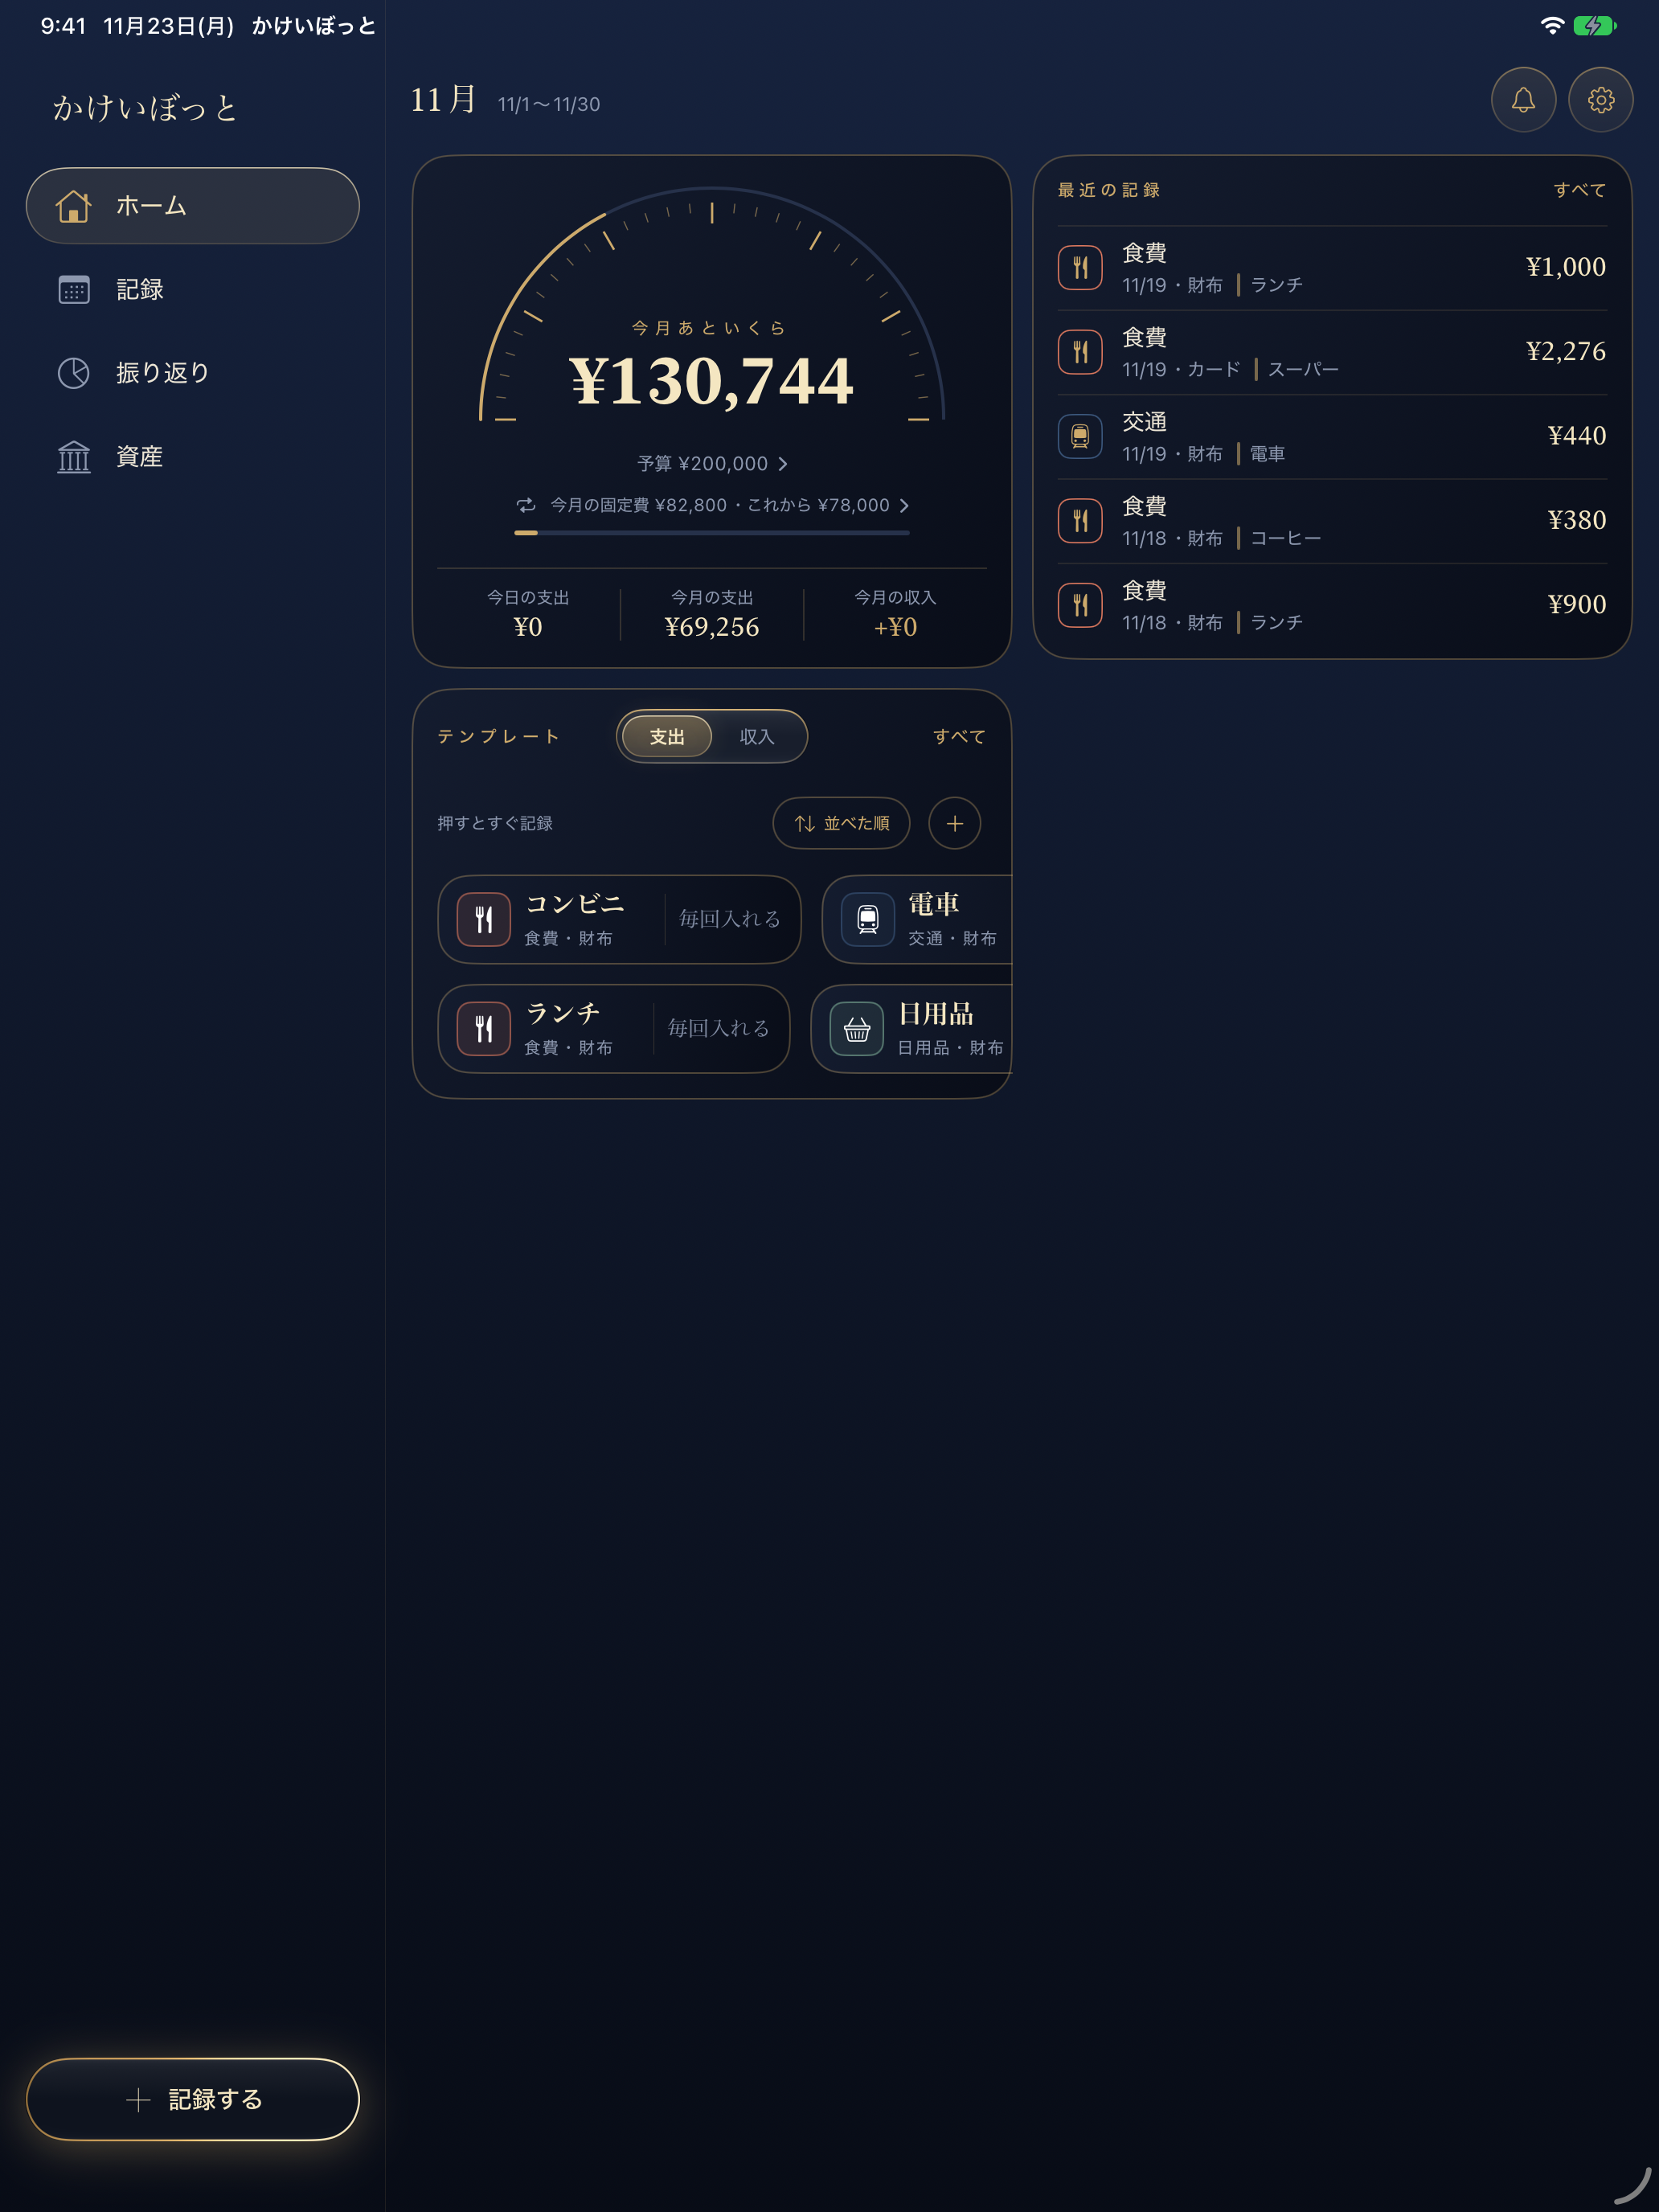 9:41 11月23日(月) かけいぼっと
かけいぼっと
ホーム
記録
振り返り
資産
記録する
11月 11/1〜11/30
今月あといくら
¥130,744
予算 ¥200,000
今月の固定費 ¥82,800・これから ¥78,000
今日の支出 今月の支出 今月の収入
¥0 ¥69,256 +¥0
最近の記録 すべて
食費
11/19・財布 ランチ
¥1,000
食費
11/19・カード スーパー
¥2,276
交通
11/19・財布 電車
¥440
食費
11/18・財布 コーヒー
¥380
食費
11/18・財布 ランチ
¥900
テンプレート 支出 収入 すべて
押すとすぐ記録 並べた順
コンビニ
食費・財布
毎回入れる
電車
交通・財布
ランチ
食費・財布
毎回入れる
日用品
日用品・財布